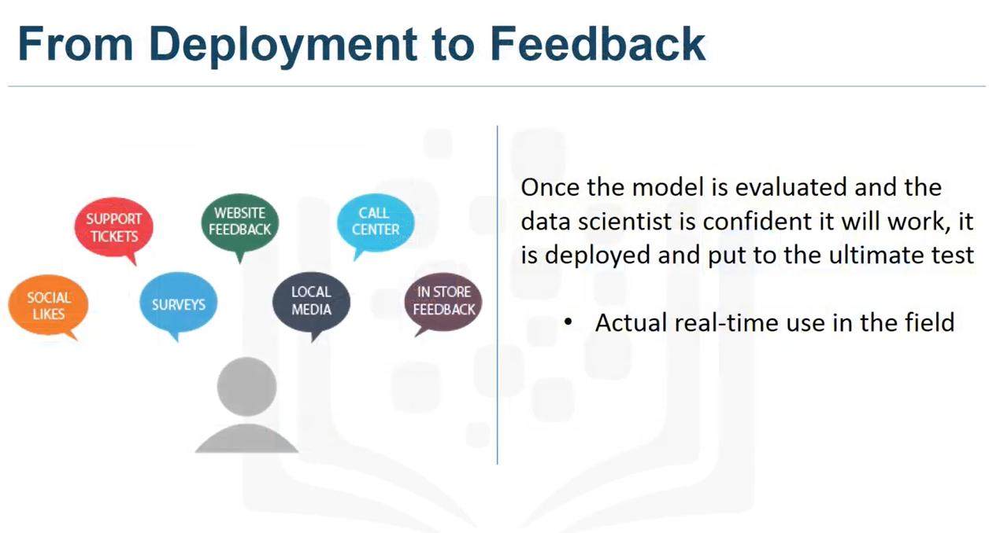 From Deployment to Feedback
SUPPORT
TICKETS
WEBSITE
FEEDBACK
CALL
CENTER
SOCIAL
LIKES
SURVEYS
LOCAL
MEDIA
IN STORE
FEEDBACK
Once the model is evaluated and the
data scientist is confident it will work, it
is deployed and put to the ultimate test
• Actual real-time use in the field